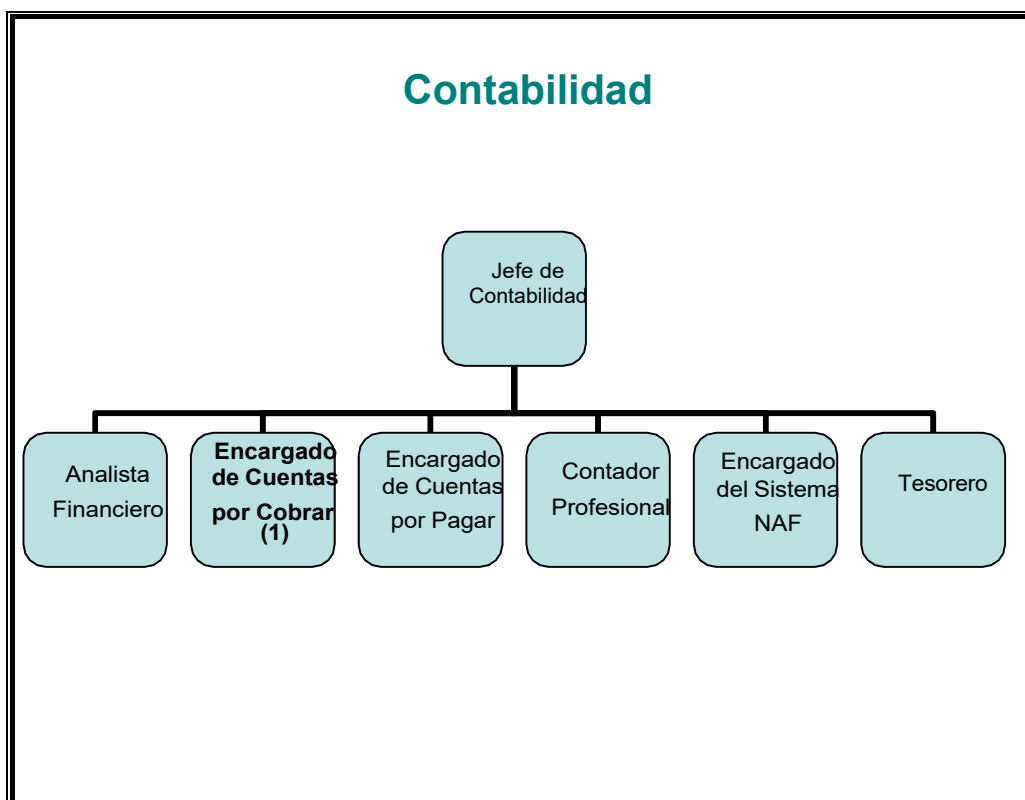 Contabilidad
Jefe de
Contabilidad
Analista
Financiero
Encargado
de Cuentas
por Cobrar
(1)
Encargado
de Cuentas
por Pagar
Contador
Profesional
Encargado
del Sistema
NAF
Tesorero